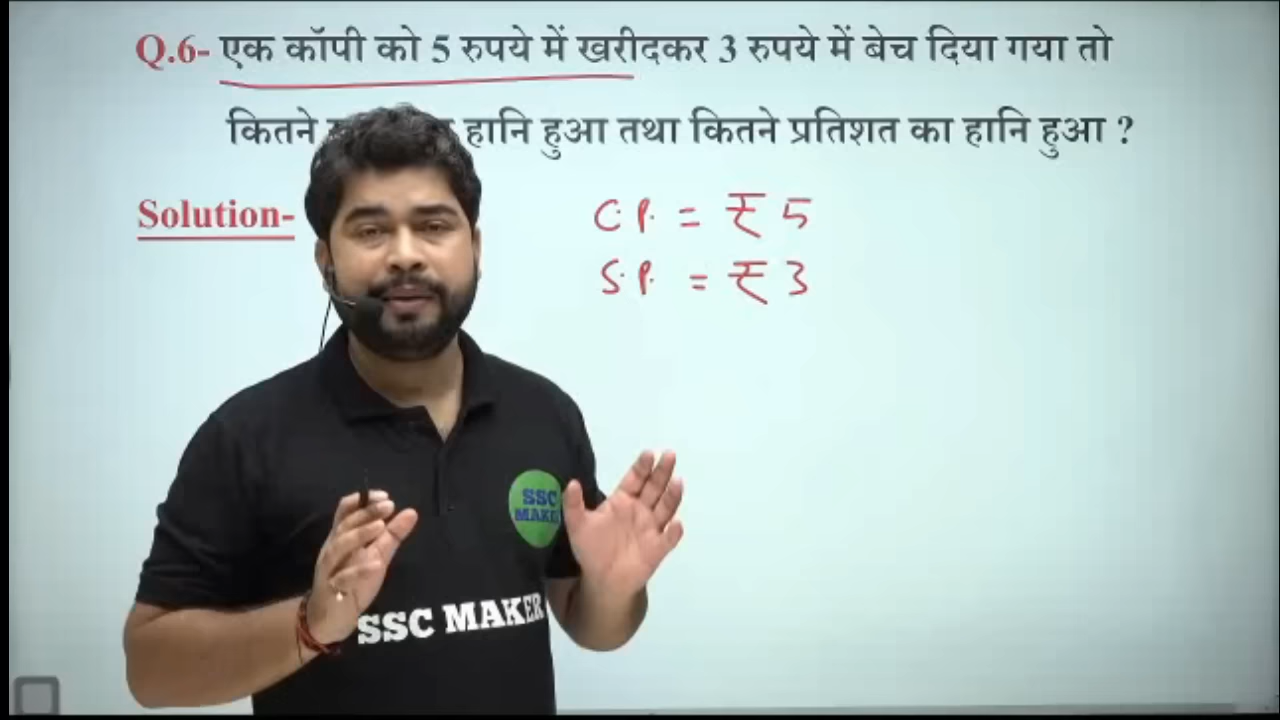 Q.6- एक कॉपी को 5 रुपये में खरीदकर 3 रुपये में बेच दिया गया तो
कितने हानि हुआ तथा कितने प्रतिशत का हानि हुआ ?
Solution-
C.P. = ₹5
S.P. = ₹3
SSC
MAKER
SSC MAKER